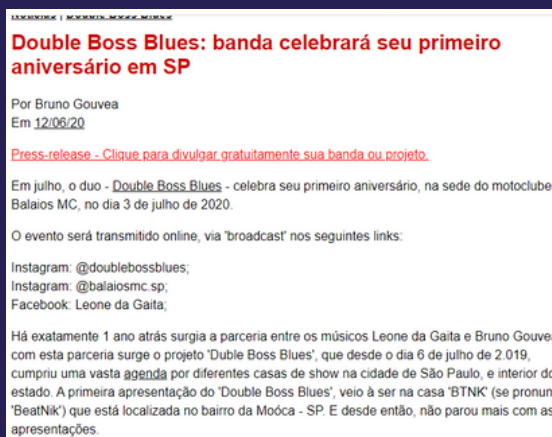 Notícias | Double Boss Blues
Double Boss Blues: banda celebrará seu primeiro
aniversário em SP
Por Bruno Gouvea
Em 12/06/20
Press-release - Clique para divulgar gratuitamente sua banda ou projeto.
Em julho, o duo - Double Boss Blues - celebra seu primeiro aniversário, na sede do motoclube
Balaios MC, no dia 3 de julho de 2020.
O evento será transmitido online, via 'broadcast' nos seguintes links:
Instagram: @doublebossblues;
Instagram: @balaiosmc.sp;
Facebook: Leone da Gaita;
Há exatamente 1 ano atrás surgia a parceria entre os músicos Leone da Gaita e Bruno Gouvea
com esta parceria surge o projeto 'Duble Boss Blues', que desde o dia 6 de julho de 2.019,
cumpriu uma vasta agenda por diferentes casas de show na cidade de São Paulo, e interior do
estado. A primeira apresentação do 'Double Boss Blues', veio à ser na casa 'BTNK' (se pronun
'BeatNik') que está localizada no bairro da Moóca - SP. E desde então, não parou mais com as
apresentações.